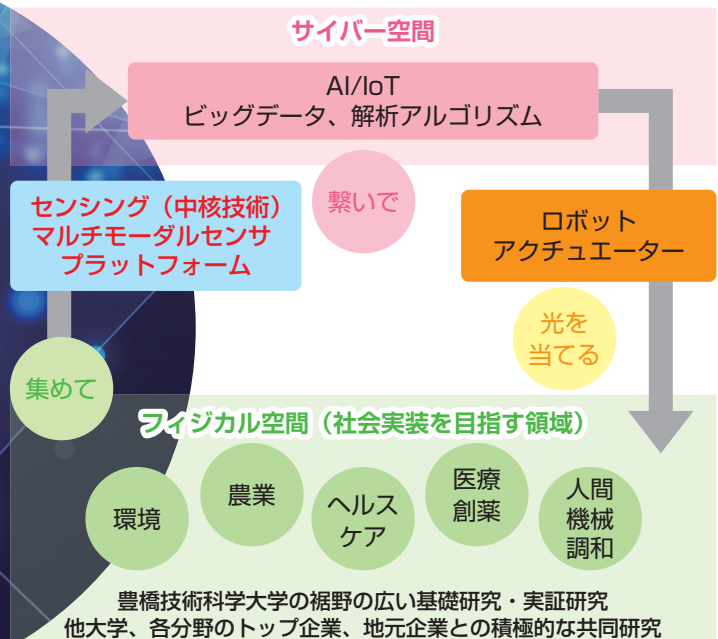 サイバー空間
AI/IoT
ビッグデータ、解析アルゴリズム
センシング（中核技術）
マルチモーダルセンサ
プラットフォーム
繋いで
ロボット
アクチュエーター
光を
当てる
集めて
フィジカル空間（社会実装を目指す領域）
環境
農業
ヘルス
ケア
医療
創薬
人間
機械
調和
豊橋技術科学大学の裾野の広い基礎研究・実証研究
他大学、各分野のトップ企業、地元企業との積極的な共同研究